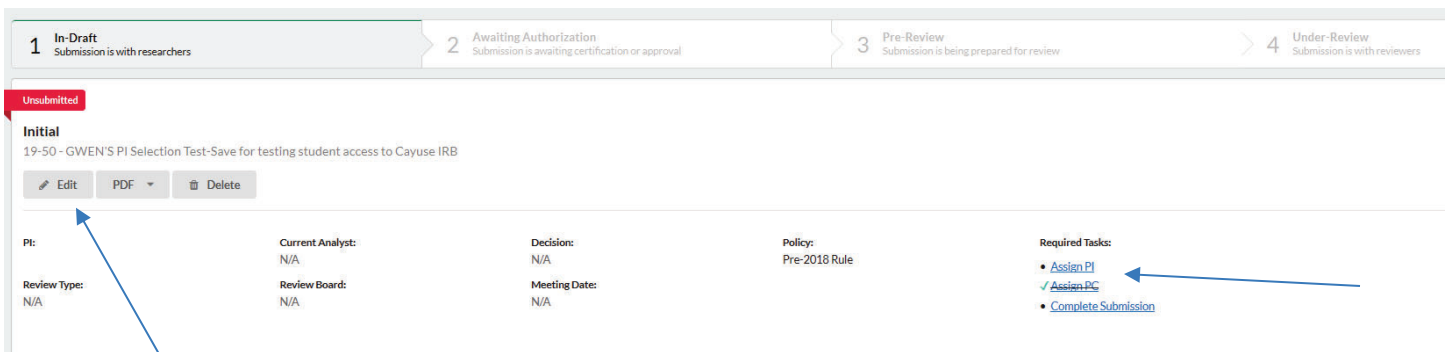 1 In-Draft
Submission is with researchers
2 Awaiting Authorization
Submission is awaiting certification or approval
3 Pre-Review
Submission is being prepared for review
4 Under-Review
Submission is with reviewers
Unsubmitted
Initial
19-50 - GWEN'S PI Selection Test-Save for testing student access to Cayuse IRB
Edit PDF Delete
PI:
Current Analyst:
N/A
Decision:
N/A
Policy:
Pre-2018 Rule
Required Tasks:
• Assign PI
✓ Assign PC
• Complete Submission
Review Type:
N/A
Review Board:
N/A
Meeting Date:
N/A